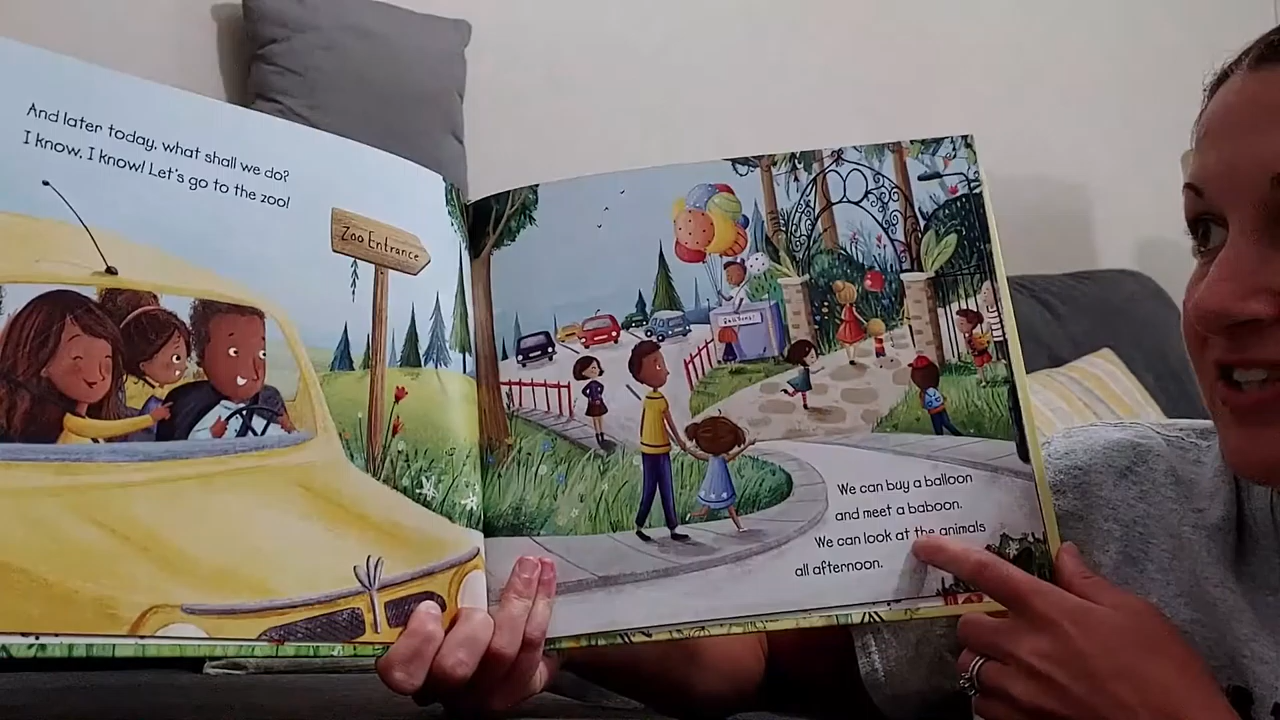 And later today, what shall we do?
I know, I know! Let's go to the zoo!
Zoo Entrance
Balloons!
We can buy a balloon
and meet a baboon.
We can look at the animals
all afternoon.